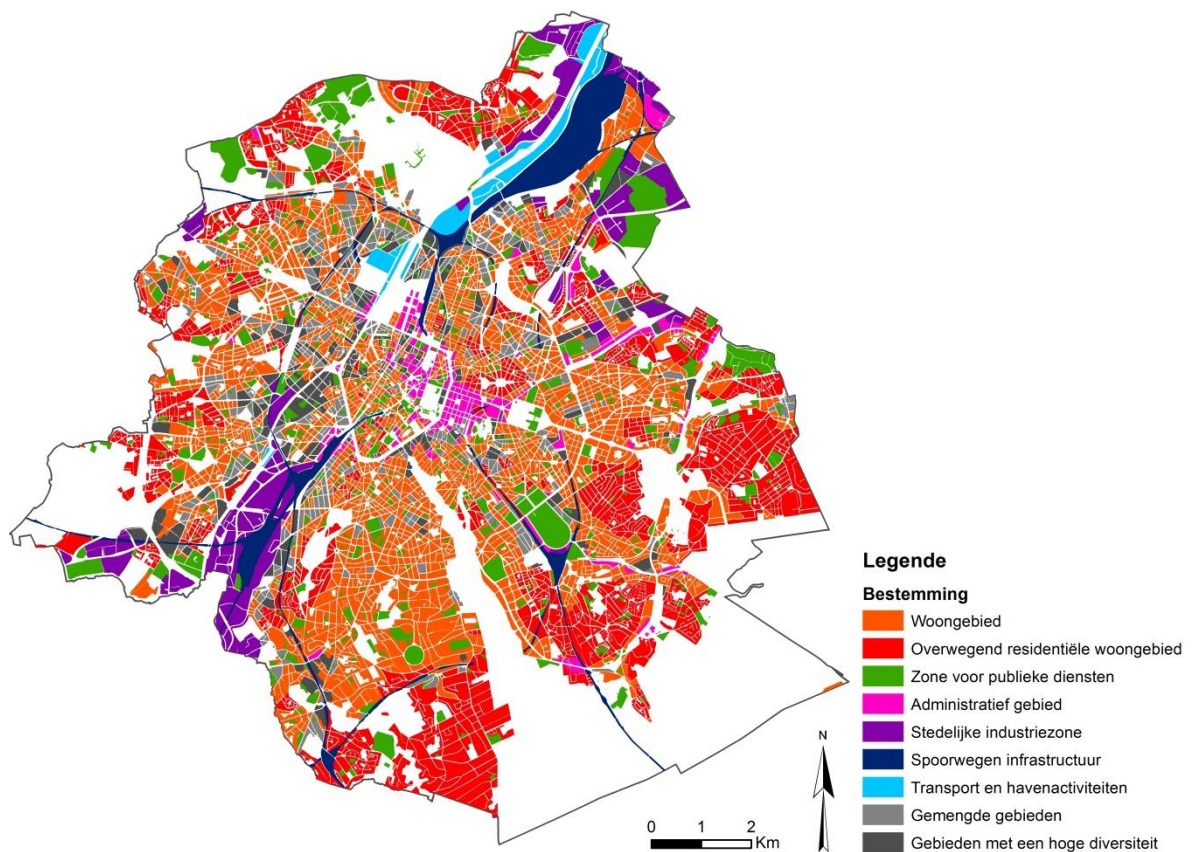 Legende
Bestemming
Woongebied
Overwegend residentiële woongebied
Zone voor publieke diensten
Administratief gebied
Stedelijke industriezone
Spoorwegen infrastructuur
Transport en havenactiviteiten
Gemengde gebieden
Gebieden met een hoge diversiteit
N
0 1 2
Km